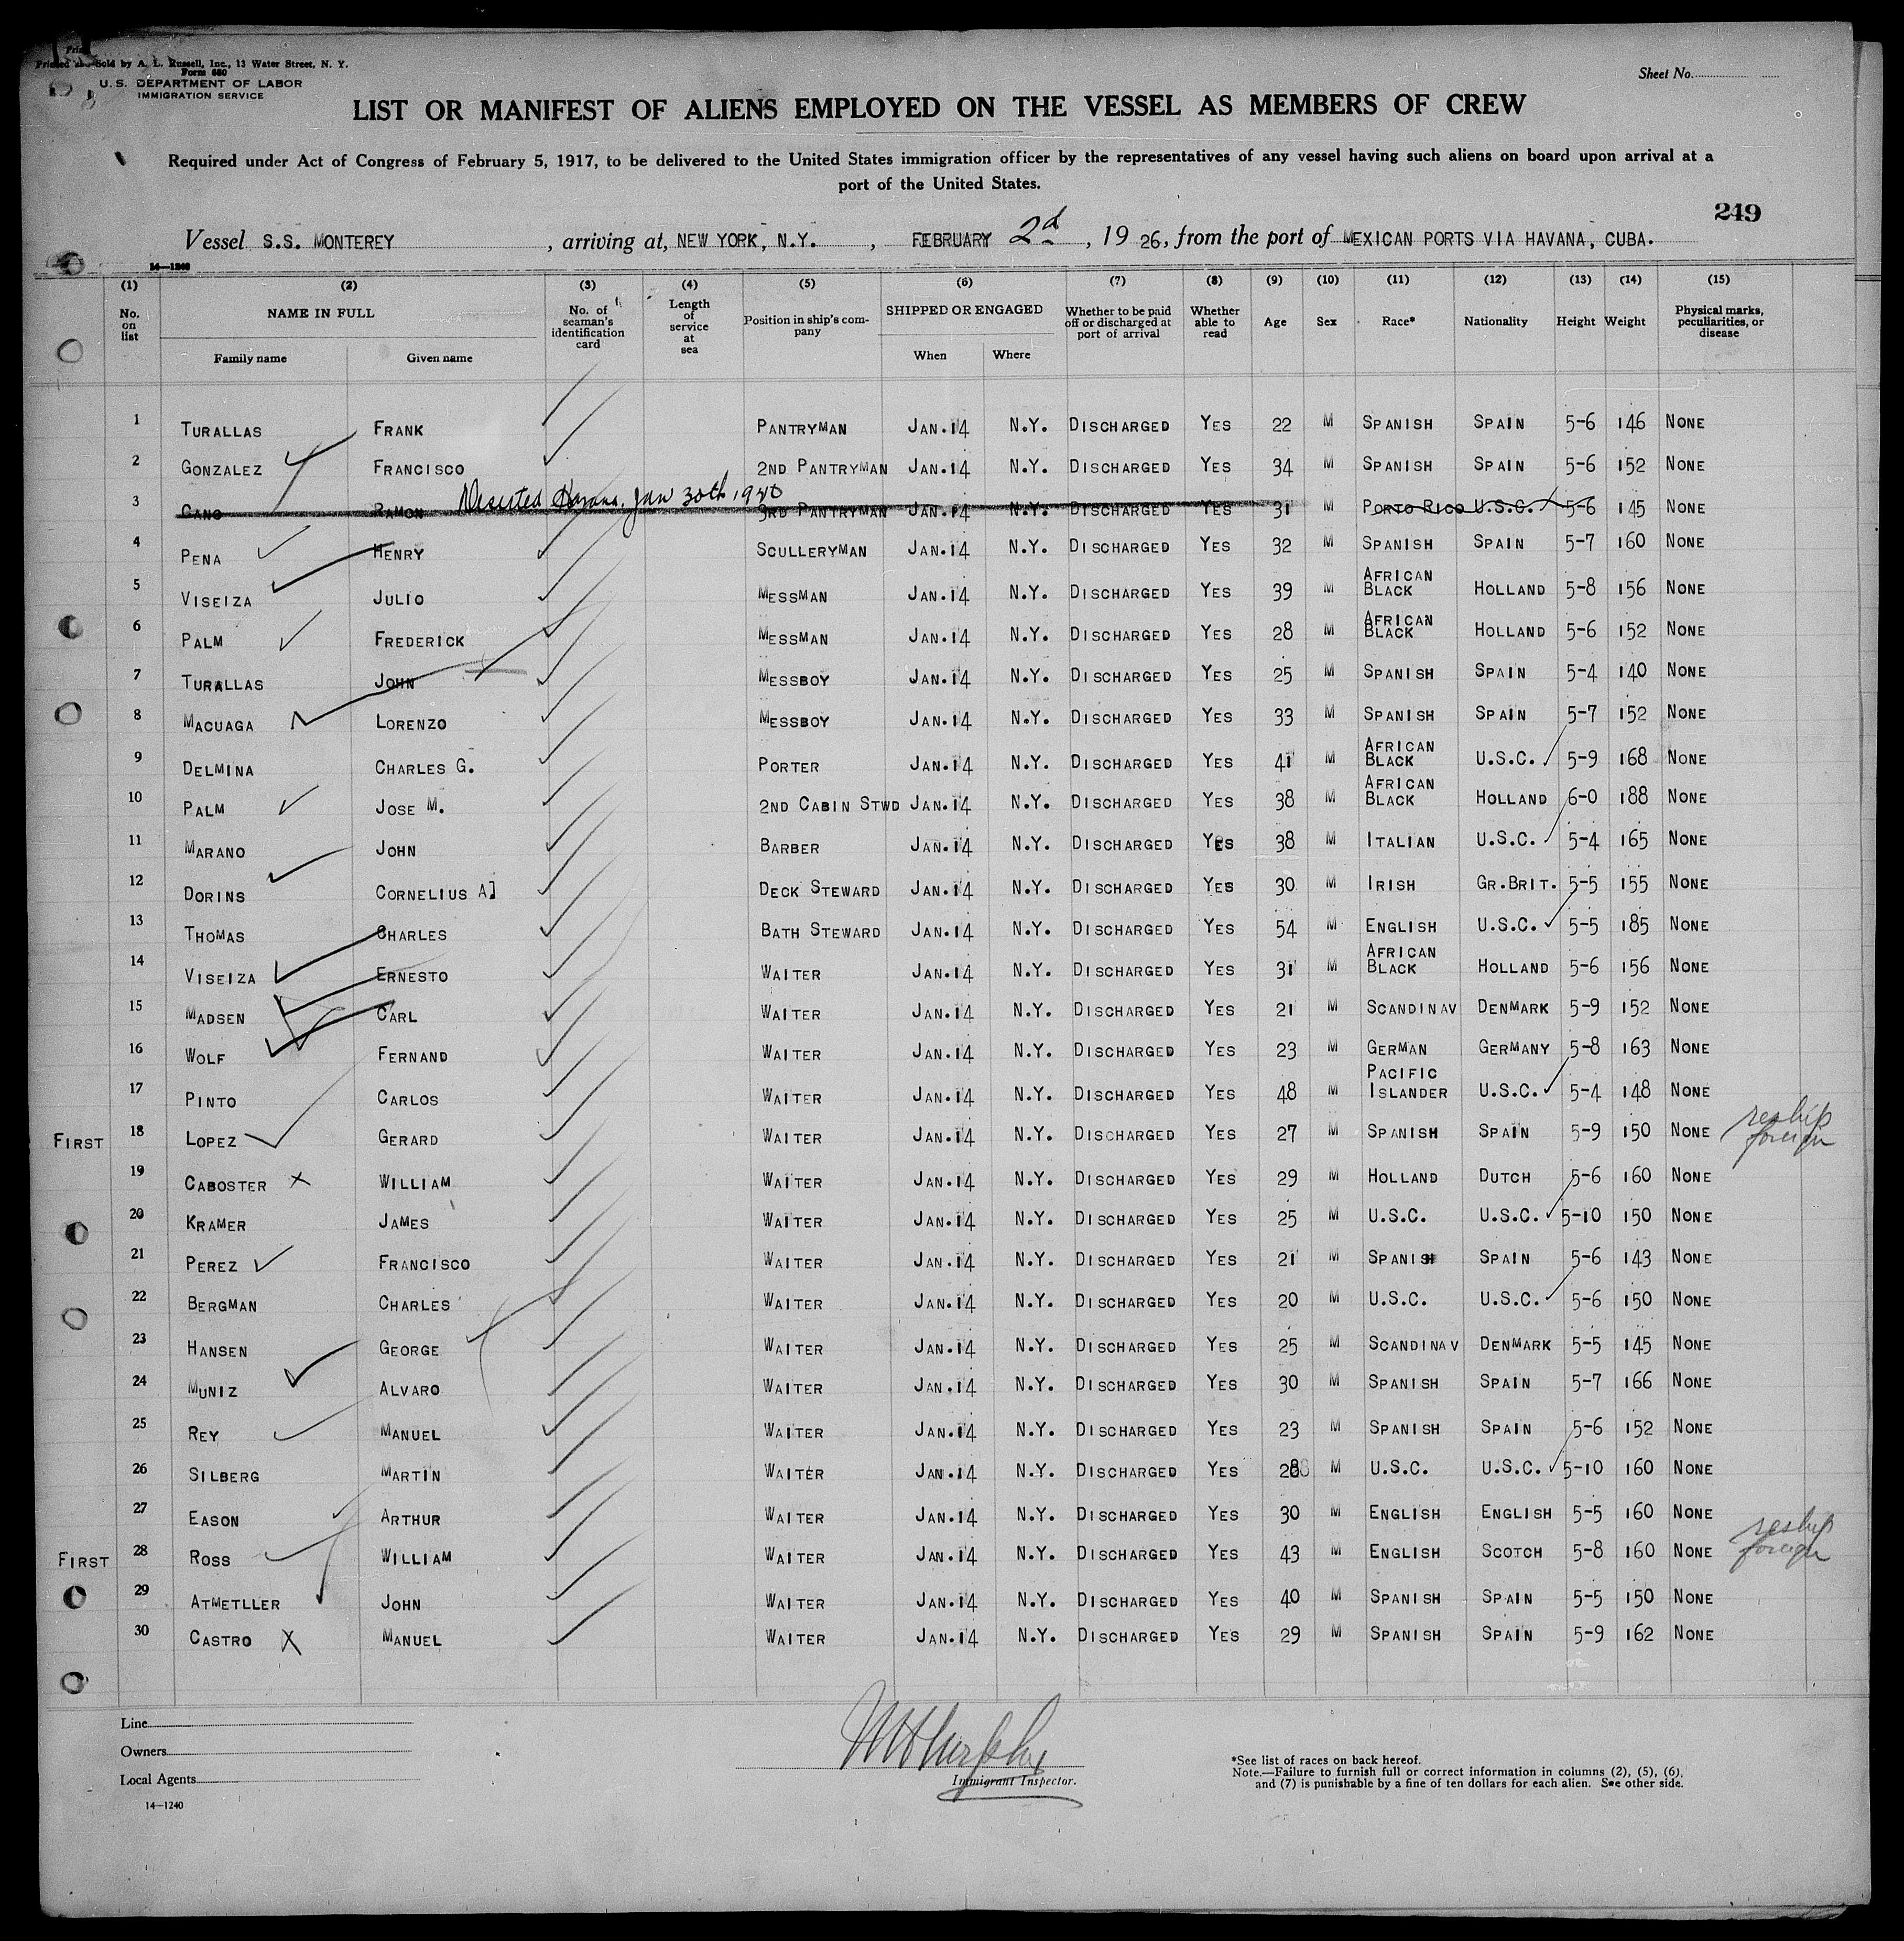 Printed and Sold by A. L. Russell, Inc., 13 Water Street, N. Y.
Form 680
U. S. DEPARTMENT OF LABOR
IMMIGRATION SERVICE
Sheet No.
LIST OR MANIFEST OF ALIENS EMPLOYED ON THE VESSEL AS MEMBERS OF CREW
Required under Act of Congress of February 5, 1917, to be delivered to the United States immigration officer by the representatives of any vessel having such aliens on board upon arrival at a
port of the United States.
249
Vessel S.S. MONTEREY, arriving at, NEW YORK, N.Y., FEBRUARY 2d, 1926, from the port of MEXICAN PORTS VIA HAVANA, CUBA.
14—1240
(1) (2) (3) (4) (5) (6) (7) (8) (9) (10) (11) (12) (13) (14) (15)
No. on list NAME IN FULL Family name Given name No. of seaman's identification card Length of service at sea Position in ship's company SHIPPED OR ENGAGED When Where Whether to be paid off or discharged at port of arrival Whether able to read Age Sex Race* Nationality Height Weight Physical marks, peculiarities, or disease
1 TURALLAS FRANK PANTRYMAN JAN.14 N.Y. DISCHARGED YES 22 M SPANISH SPAIN 5-6 146 NONE
2 GONZALEZ FRANCISCO 2ND PANTRYMAN JAN.14 N.Y. DISCHARGED YES 34 M SPANISH SPAIN 5-6 152 NONE
Deserted Havana, Jan 30th
3 CANO RAMON 3RD PANTRYMAN JAN.14 N.Y. DISCHARGED YES 31 M PORTO RICO U.S.C. 5-6 145 NONE
4 PENA HENRY SCULLERYMAN JAN.14 N.Y. DISCHARGED YES 32 M SPANISH SPAIN 5-7 160 NONE
5 VISEIZA JULIO MESSMAN JAN.14 N.Y. DISCHARGED YES 39 M AFRICAN BLACK HOLLAND 5-8 156 NONE
6 PALM FREDERICK MESSMAN JAN.14 N.Y. DISCHARGED YES 28 M AFRICAN BLACK HOLLAND 5-6 152 NONE
7 TURALLAS JOHN MESSBOY JAN.14 N.Y. DISCHARGED YES 25 M SPANISH SPAIN 5-4 140 NONE
8 MACUAGA LORENZO MESSBOY JAN.14 N.Y. DISCHARGED YES 33 M SPANISH SPAIN 5-7 152 NONE
9 DELMINA CHARLES G. PORTER JAN.14 N.Y. DISCHARGED YES 41 M AFRICAN BLACK U.S.C. 5-9 168 NONE
10 PALM JOSE M. 2ND CABIN STWD JAN.14 N.Y. DISCHARGED YES 38 M AFRICAN BLACK HOLLAND 6-0 188 NONE
11 MARANO JOHN BARBER JAN.14 N.Y. DISCHARGED YES 38 M ITALIAN U.S.C. 5-4 165 NONE
12 DORINS CORNELIUS A] DECK STEWARD JAN.14 N.Y. DISCHARGED YES 30 M IRISH GR.BRIT. 5-5 155 NONE
13 THOMAS CHARLES BATH STEWARD JAN.14 N.Y. DISCHARGED YES 54 M ENGLISH U.S.C. 5-5 185 NONE
14 VISEIZA ERNESTO WAITER JAN.14 N.Y. DISCHARGED YES 31 M AFRICAN BLACK HOLLAND 5-6 156 NONE
15 MADSEN CARL WAITER JAN.14 N.Y. DISCHARGED YES 21 M SCANDINAV DENMARK 5-9 152 NONE
16 WOLF FERNAND WAITER JAN.14 N.Y. DISCHARGED YES 23 M GERMAN GERMANY 5-8 163 NONE
17 PINTO CARLOS WAITER JAN.14 N.Y. DISCHARGED YES 48 M PACIFIC ISLANDER U.S.C. 5-4 148 NONE
FIRST 18 LOPEZ GERARD WAITER JAN.14 N.Y. DISCHARGED YES 27 M SPANISH SPAIN 5-9 150 NONE reship foreign
19 CABOSTER X WILLIAM WAITER JAN.14 N.Y. DISCHARGED YES 29 M HOLLAND DUTCH 5-6 160 NONE
20 KRAMER JAMES WAITER JAN.14 N.Y. DISCHARGED YES 25 M U.S.C. U.S.C. 5-10 150 NONE
21 PEREZ FRANCISCO WAITER JAN.14 N.Y. DISCHARGED YES 21 M SPANISH SPAIN 5-6 143 NONE
22 BERGMAN CHARLES WAITER JAN.14 N.Y. DISCHARGED YES 20 M U.S.C. U.S.C. 5-6 150 NONE
23 HANSEN GEORGE WAITER JAN.14 N.Y. DISCHARGED YES 25 M SCANDINAV DENMARK 5-5 145 NONE
24 MUNIZ ALVARO WAITER JAN.14 N.Y. DISCHARGED YES 30 M SPANISH SPAIN 5-7 166 NONE
25 REY MANUEL WAITER JAN.14 N.Y. DISCHARGED YES 23 M SPANISH SPAIN 5-6 152 NONE
26 SILBERG MARTIN WAITER JAN.14 N.Y. DISCHARGED YES 28 M U.S.C. U.S.C. 5-10 160 NONE
27 EASON ARTHUR WAITER JAN.14 N.Y. DISCHARGED YES 30 M ENGLISH ENGLISH 5-5 160 NONE
FIRST 28 ROSS WILLIAM WAITER JAN.14 N.Y. DISCHARGED YES 43 M ENGLISH SCOTCH 5-8 160 NONE reship foreign
29 ATMETLLER JOHN WAITER JAN.14 N.Y. DISCHARGED YES 40 M SPANISH SPAIN 5-5 150 NONE
30 CASTRO X MANUEL WAITER JAN.14 N.Y. DISCHARGED YES 29 M SPANISH SPAIN 5-9 162 NONE
Line
Owners
Local Agents
14—1240
Immigrant Inspector.
*See list of races on back hereof.
Note.—Failure to furnish full or correct information in columns (2), (5), (6),
and (7) is punishable by a fine of ten dollars for each alien. See other side.